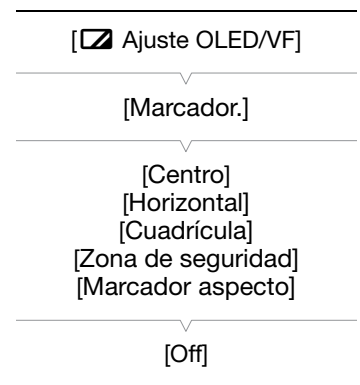 [ Ajuste OLED/VF]
[Marcador.]
[Centro]
[Horizontal]
[Cuadrícula]
[Zona de seguridad]
[Marcador aspecto]
[Off]